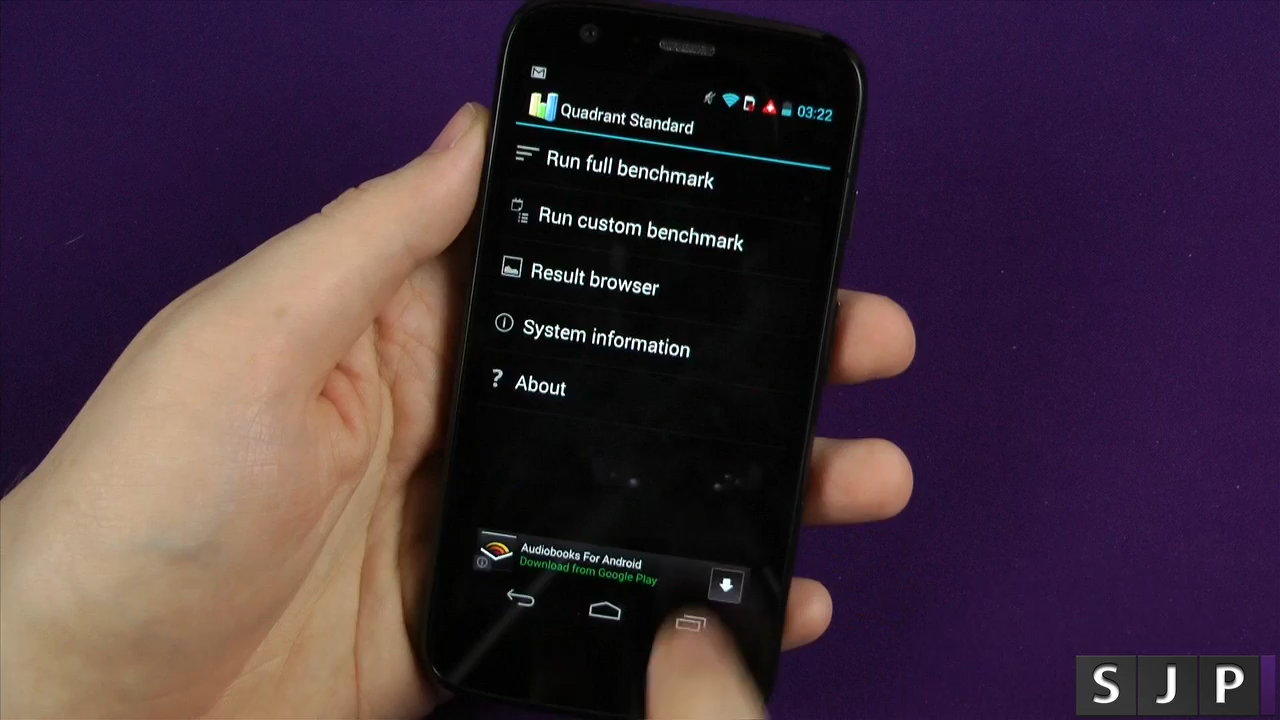 03:22
Quadrant Standard
Run full benchmark
Run custom benchmark
Result browser
System information
? About
Audiobooks For Android
Download from Google Play
SJP